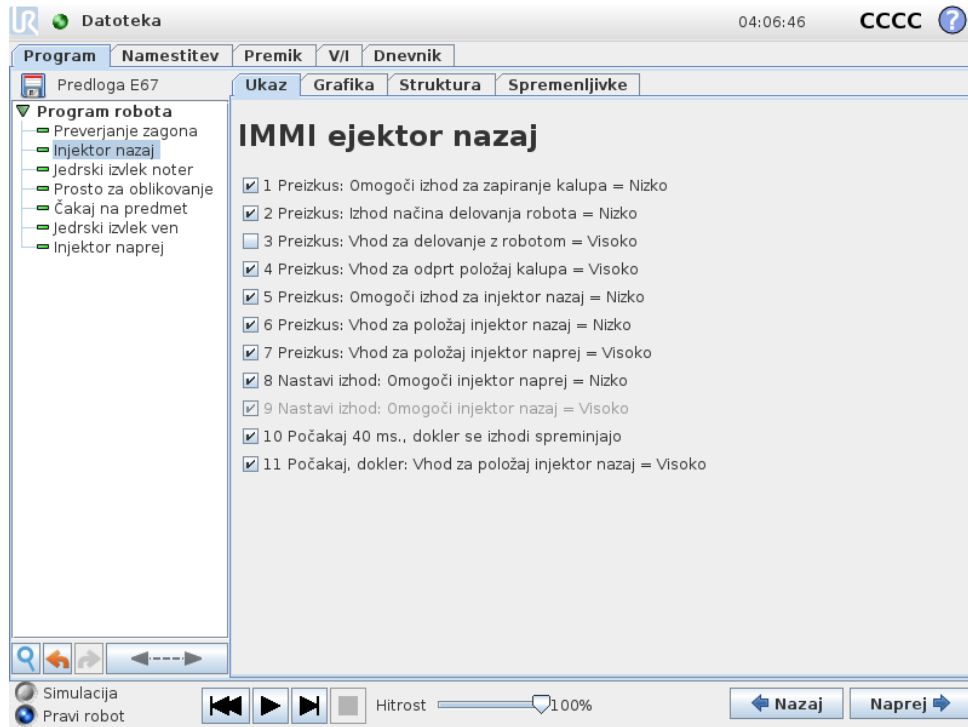 Datoteka
04:06:46
CCCC
?
Program
Namestitev
Premik
V/I
Dnevnik
Predloga E67
Ukaz
Grafika
Struktura
Spremenljivke
Program robota
Preverjanje zagona
Injektor nazaj
Jedrski izvlek noter
Prosto za oblikovanje
Čakaj na predmet
Jedrski izvlek ven
Injektor naprej
IMMI ejektor nazaj
1 Preizkus: Omogoči izhod za zapiranje kalupa = Nizko
2 Preizkus: Izhod načina delovanja robota = Nizko
3 Preizkus: Vhod za delovanje z robotom = Visoko
4 Preizkus: Vhod za odprt položaj kalupa = Visoko
5 Preizkus: Omogoči izhod za injektor nazaj = Nizko
6 Preizkus: Vhod za položaj injektor nazaj = Nizko
7 Preizkus: Vhod za položaj injektor naprej = Visoko
8 Nastavi izhod: Omogoči injektor naprej = Nizko
9 Nastavi izhod: Omogoči injektor nazaj = Visoko
10 Počakaj 40 ms., dokler se izhodi spreminjajo
11 Počakaj, dokler: Vhod za položaj injektor nazaj = Visoko
Simulacija
Pravi robot
Hitrost
100%
Nazaj
Naprej